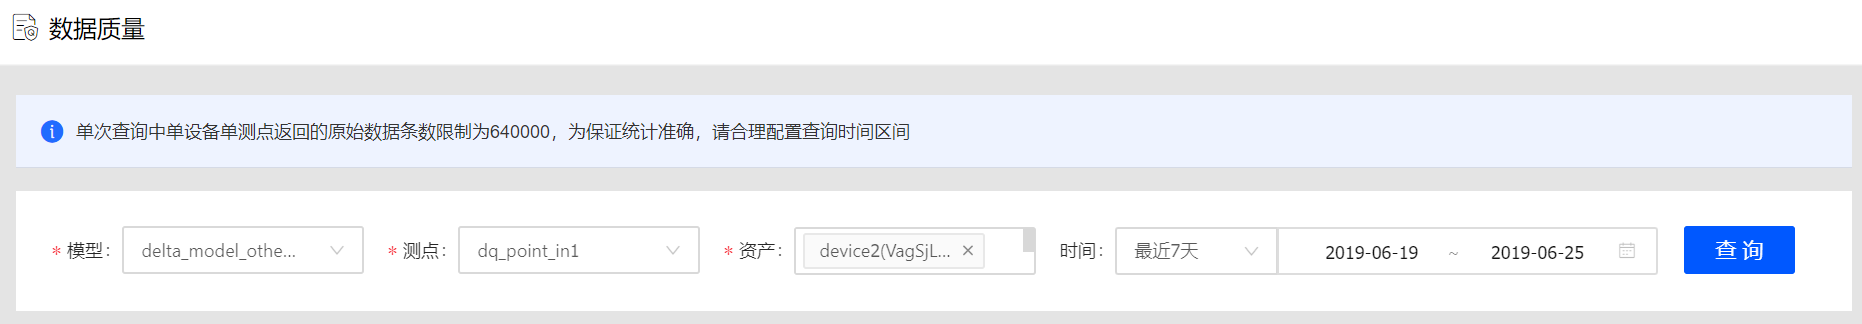 数据质量
单次查询中单设备单测点返回的原始数据条数限制为640000，为保证统计准确，请合理配置查询时间区间
* 模型： delta_model_othe... * 测点： dq_point_in1 * 资产： device2(VagSjL... × 时间： 最近7天 2019-06-19 ~ 2019-06-25 查 询